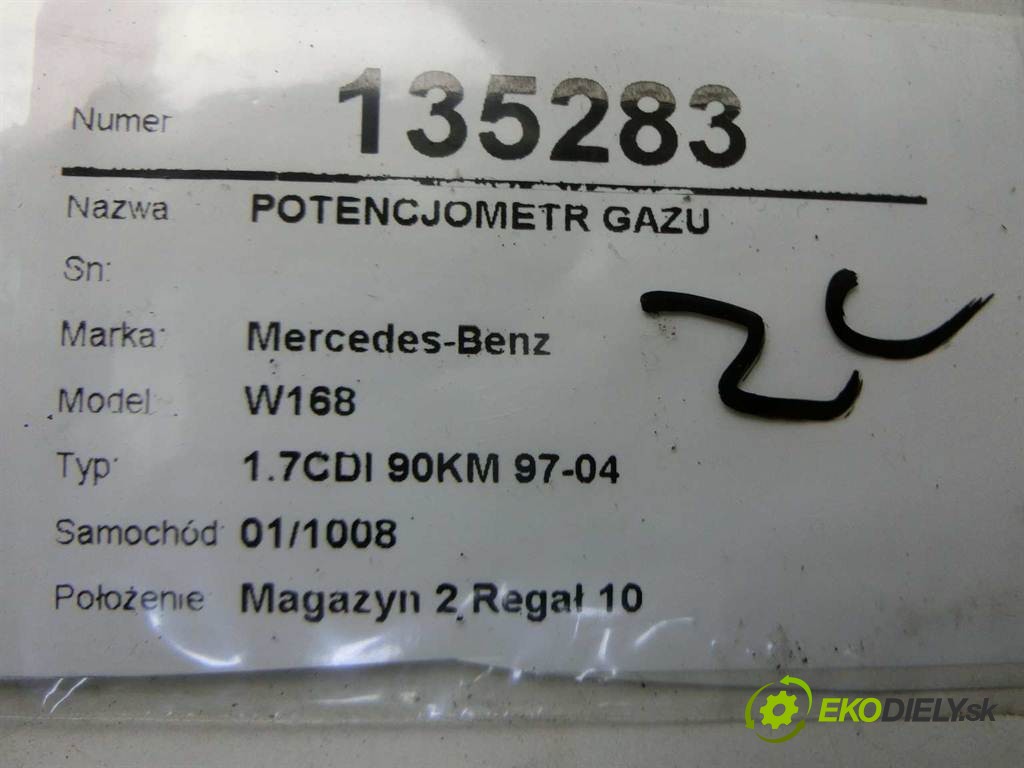 Numer 135283
Nazwa POTENCJOMETR GAZU
Sn:
Marka: Mercedes-Benz
Model: W168
Typ: 1.7CDI 90KM 97-04
Samochód: 01/1008
Położenie Magazyn 2 Regał 10
EKODIELY.sk